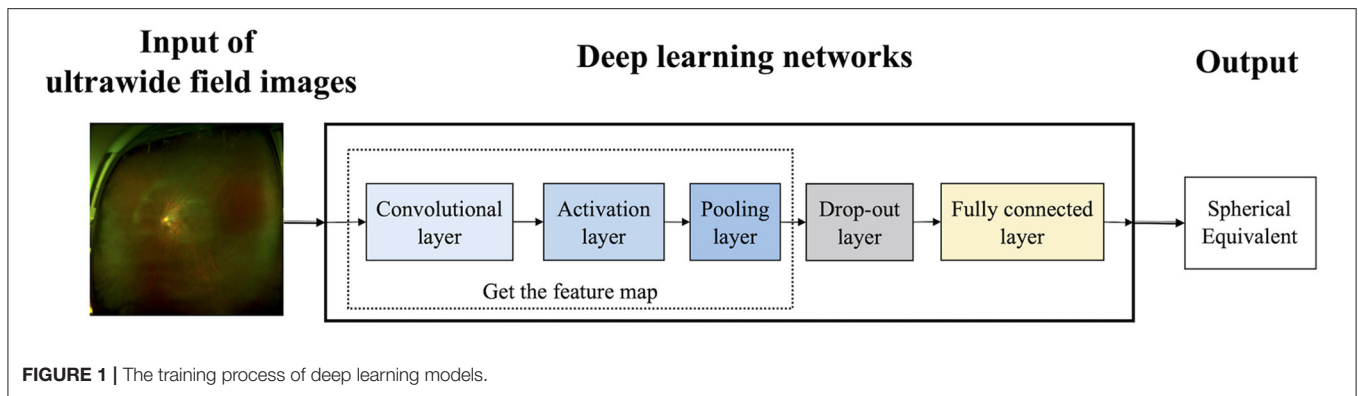 Input of
ultrawide field images
Deep learning networks
Output
Convolutional
layer
Activation
layer
Pooling
layer
Drop-out
layer
Fully connected
layer
Spherical
Equivalent
Get the feature map
FIGURE 1 | The training process of deep learning models.